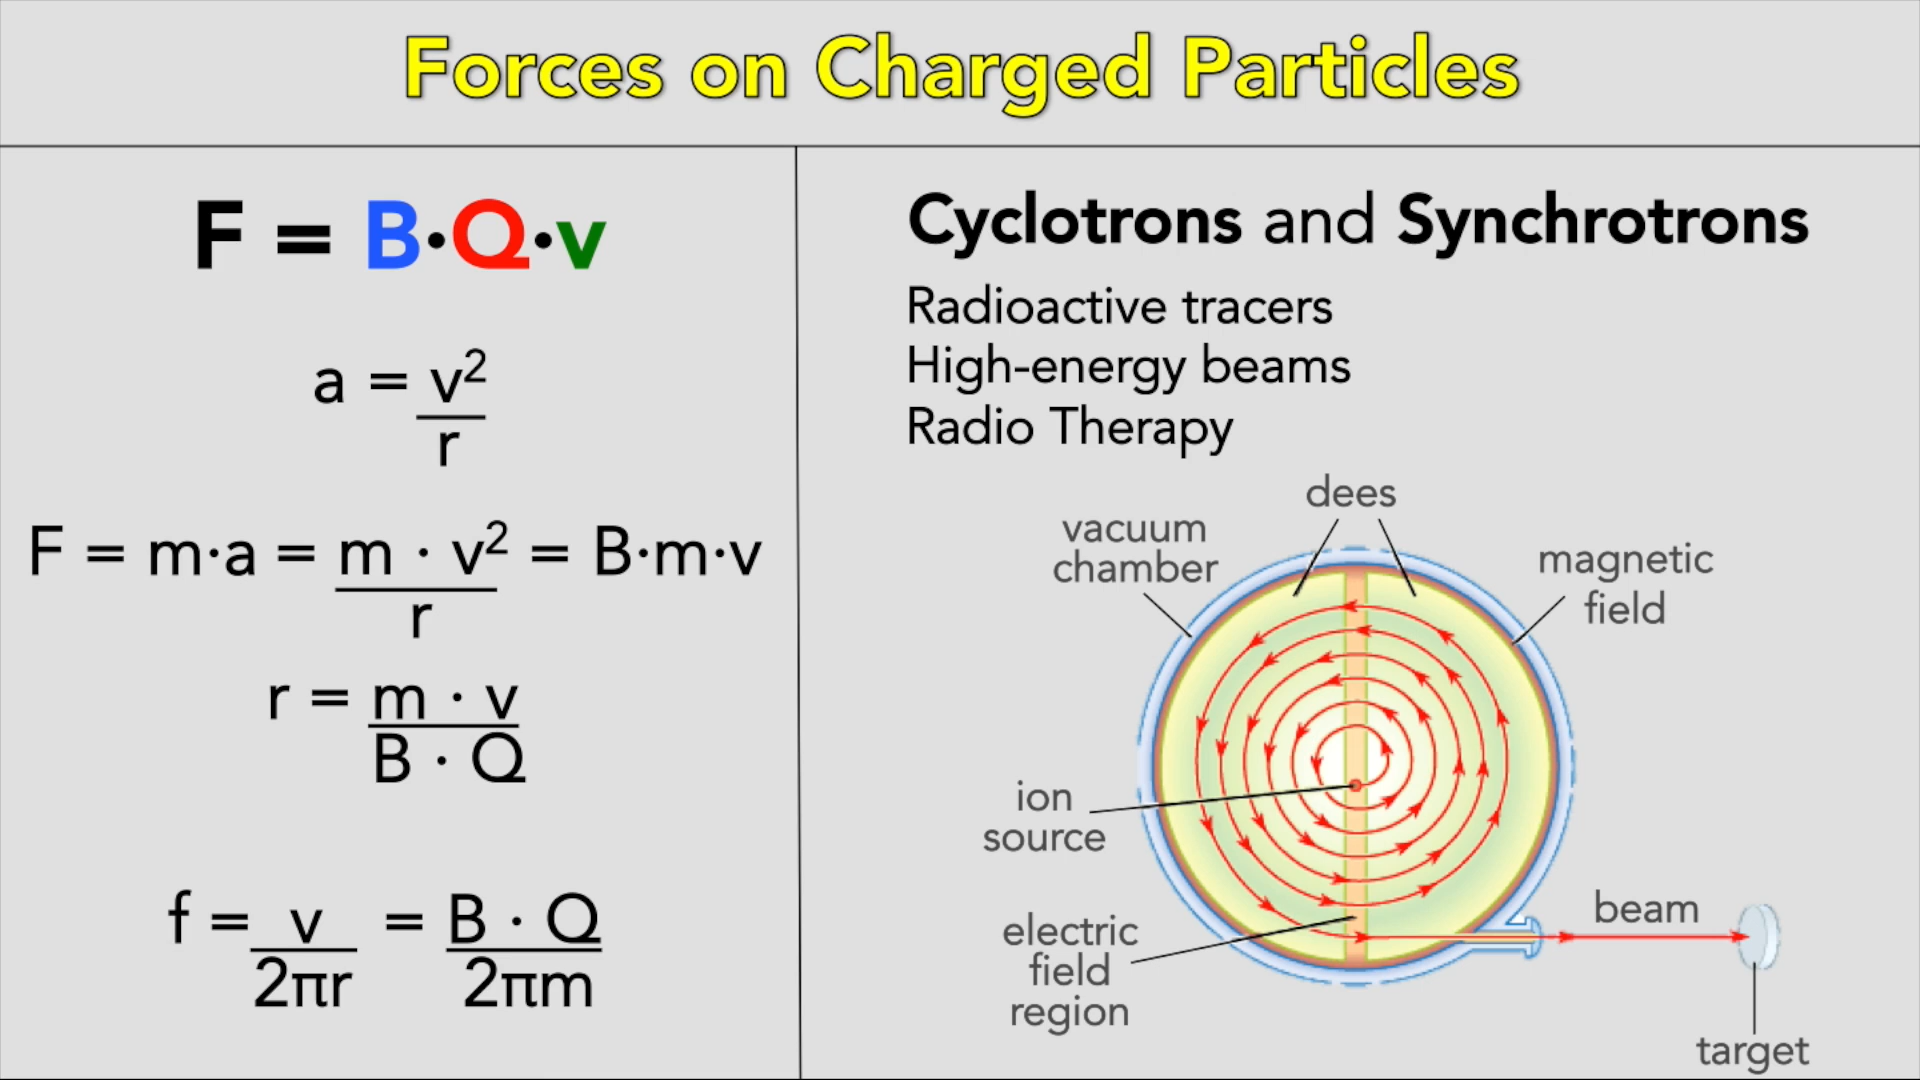 Forces on Charged Particles
F = B·Q·v
a = v²
r
F = m·a = m · v² = B·m·v
r
r = m · v
B · Q
f = v = B · Q
2πr 2πm
Cyclotrons and Synchrotrons
Radioactive tracers
High-energy beams
Radio Therapy
dees
vacuum
chamber
magnetic
field
ion
source
electric
field
region
beam
target